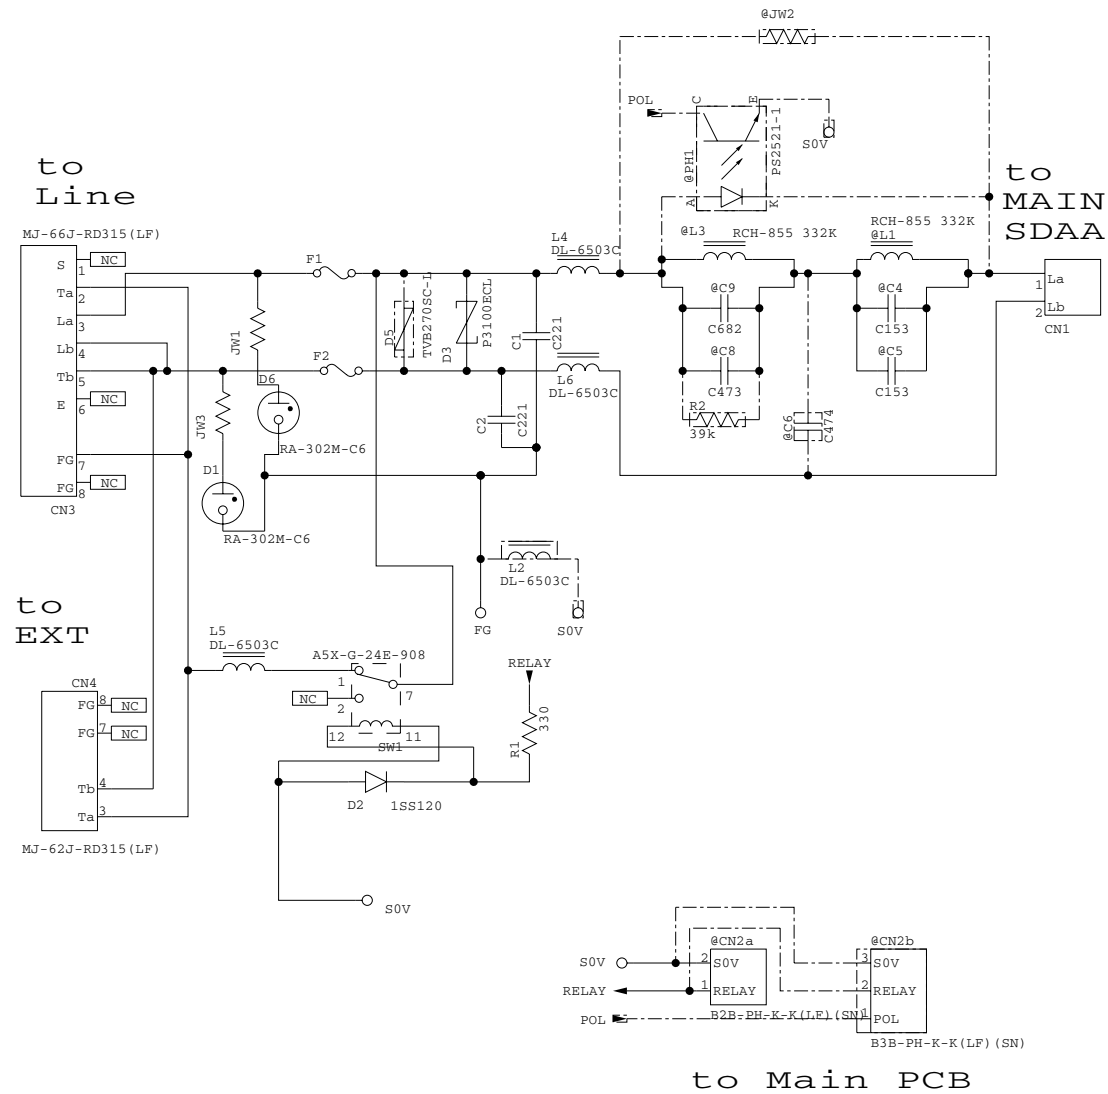 @JW2
POL
C
E
PS2521-1
@PH1
S0V
A
K
to
Line
to
MAIN
SDAA
MJ-66J-RD315(LF)
S
1
NC
Ta
2
La
3
Lb
4
Tb
5
E
6
NC
FG
7
FG
8
NC
CN3
F1
F2
JW1
JW3
D6
RA-302M-C6
D1
RA-302M-C6
D5
TVB270SC-L
D3
P3100ECL
C1
C221
C2
C221
L4
DL-6503C
L6
DL-6503C
@L3
RCH-855 332K
@C9
C682
@C8
C473
R2
39k
RCH-855 332K
@L1
@C4
C153
@C5
C153
@C6
C474
La
1
Lb
2
CN1
L2
DL-6503C
FG
S0V
to
EXT
L5
DL-6503C
A5X-G-24E-908
1
7
NC
2
12
11
SW1
RELAY
R1
330
D2
1SS120
S0V
CN4
FG
8
NC
FG
7
NC
Tb
4
Ta
3
MJ-62J-RD315(LF)
@CN2a
@CN2b
S0V
2
S0V
3
S0V
RELAY
1
RELAY
2
RELAY
POL
B2B-PH-K-K(LF)(SN)
1
POL
B3B-PH-K-K(LF)(SN)
to Main PCB